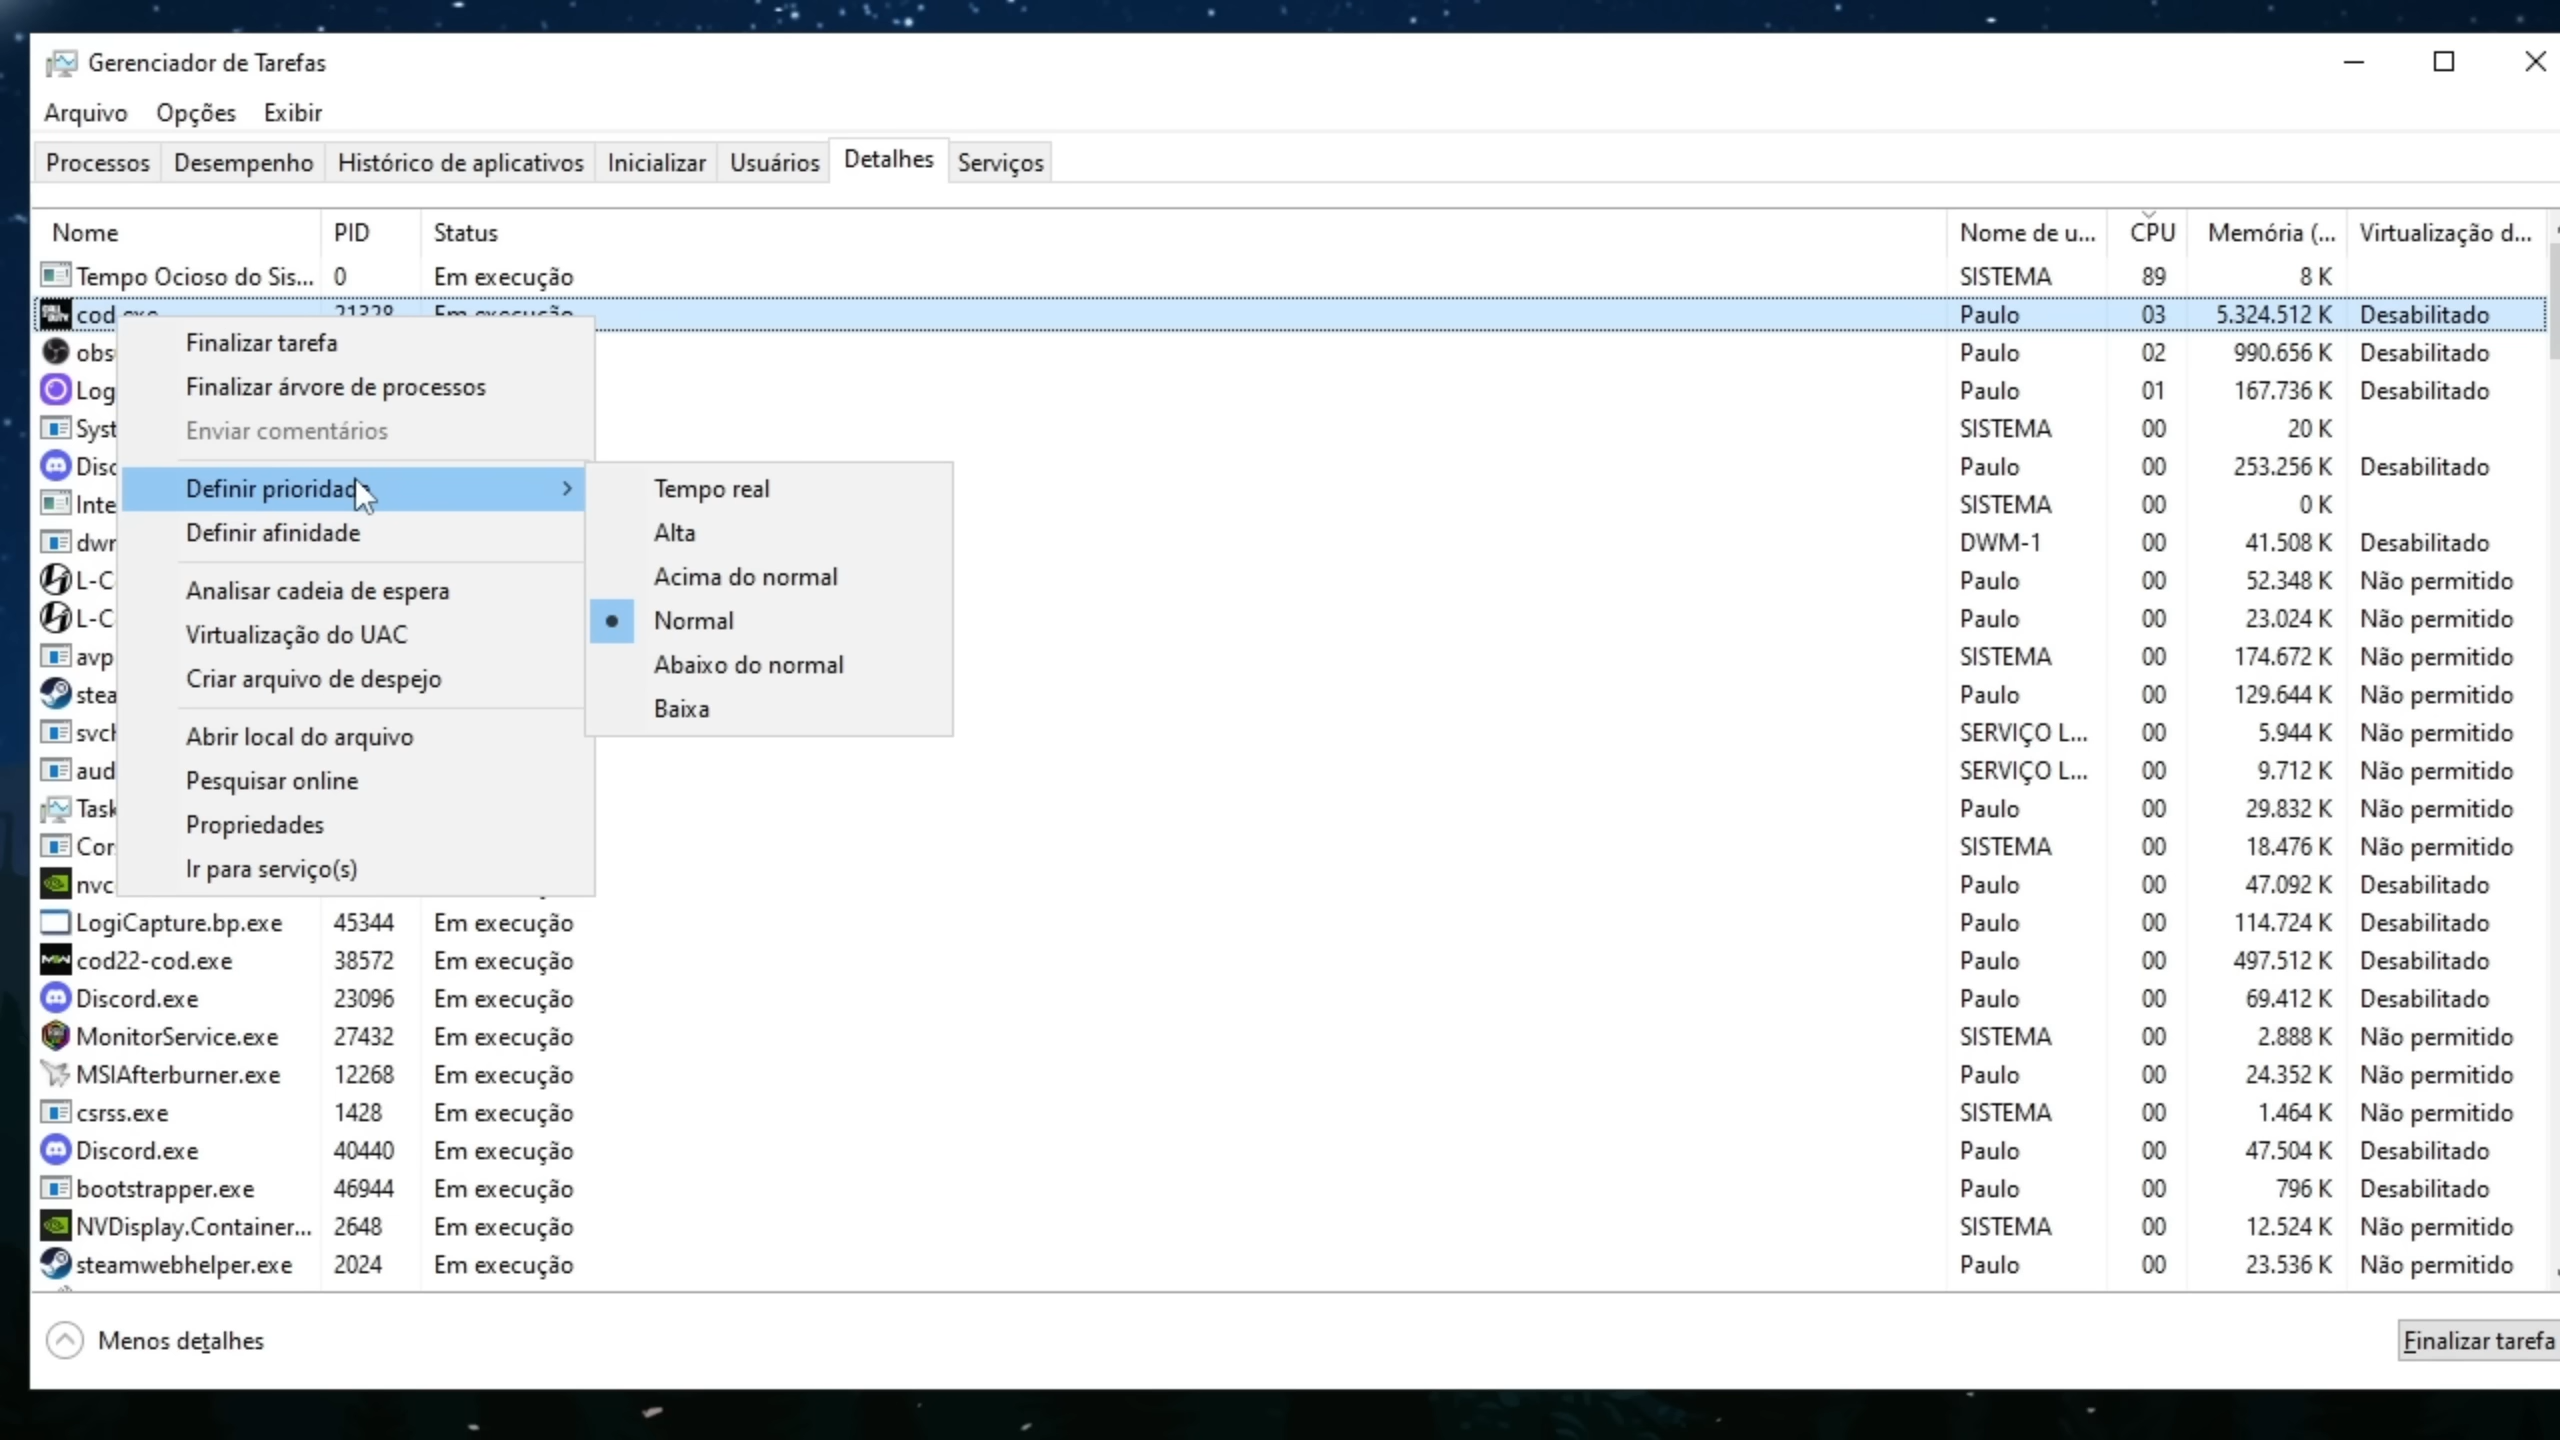 Gerenciador de Tarefas
Arquivo Opções Exibir
Processos Desempenho Histórico de aplicativos Inicializar Usuários Detalhes Serviços
Nome PID Status Nome de u... CPU Memória (... Virtualização d...
Tempo Ocioso do Sis... 0 Em execução SISTEMA 89 8 K
cod.exe 21328 Em execução Paulo 03 5.324.512 K Desabilitado
obs Paulo 02 990.656 K Desabilitado
Log Paulo 01 167.736 K Desabilitado
Syst SISTEMA 00 20 K
Disc Paulo 00 253.256 K Desabilitado
Inte SISTEMA 00 0 K
dwr DWM-1 00 41.508 K Desabilitado
L-C Paulo 00 52.348 K Não permitido
L-C Paulo 00 23.024 K Não permitido
avp SISTEMA 00 174.672 K Não permitido
stea Paulo 00 129.644 K Não permitido
svch SERVIÇO L... 00 5.944 K Não permitido
aud SERVIÇO L... 00 9.712 K Não permitido
Task Paulo 00 29.832 K Não permitido
Cor SISTEMA 00 18.476 K Não permitido
nvc Paulo 00 47.092 K Desabilitado
LogiCapture.bp.exe 45344 Em execução Paulo 00 114.724 K Desabilitado
cod22-cod.exe 38572 Em execução Paulo 00 497.512 K Desabilitado
Discord.exe 23096 Em execução Paulo 00 69.412 K Desabilitado
MonitorService.exe 27432 Em execução SISTEMA 00 2.888 K Não permitido
MSIAfterburner.exe 12268 Em execução Paulo 00 24.352 K Não permitido
csrss.exe 1428 Em execução SISTEMA 00 1.464 K Não permitido
Discord.exe 40440 Em execução Paulo 00 47.504 K Desabilitado
bootstrapper.exe 46944 Em execução Paulo 00 796 K Desabilitado
NVDisplay.Container... 2648 Em execução SISTEMA 00 12.524 K Não permitido
steamwebhelper.exe 2024 Em execução Paulo 00 23.536 K Não permitido
Finalizar tarefa
Finalizar árvore de processos
Enviar comentários
Definir prioridade
Definir afinidade
Analisar cadeia de espera
Virtualização do UAC
Criar arquivo de despejo
Abrir local do arquivo
Pesquisar online
Propriedades
Ir para serviço(s)
Tempo real
Alta
Acima do normal
Normal
Abaixo do normal
Baixa
Menos detalhes
Finalizar tarefa